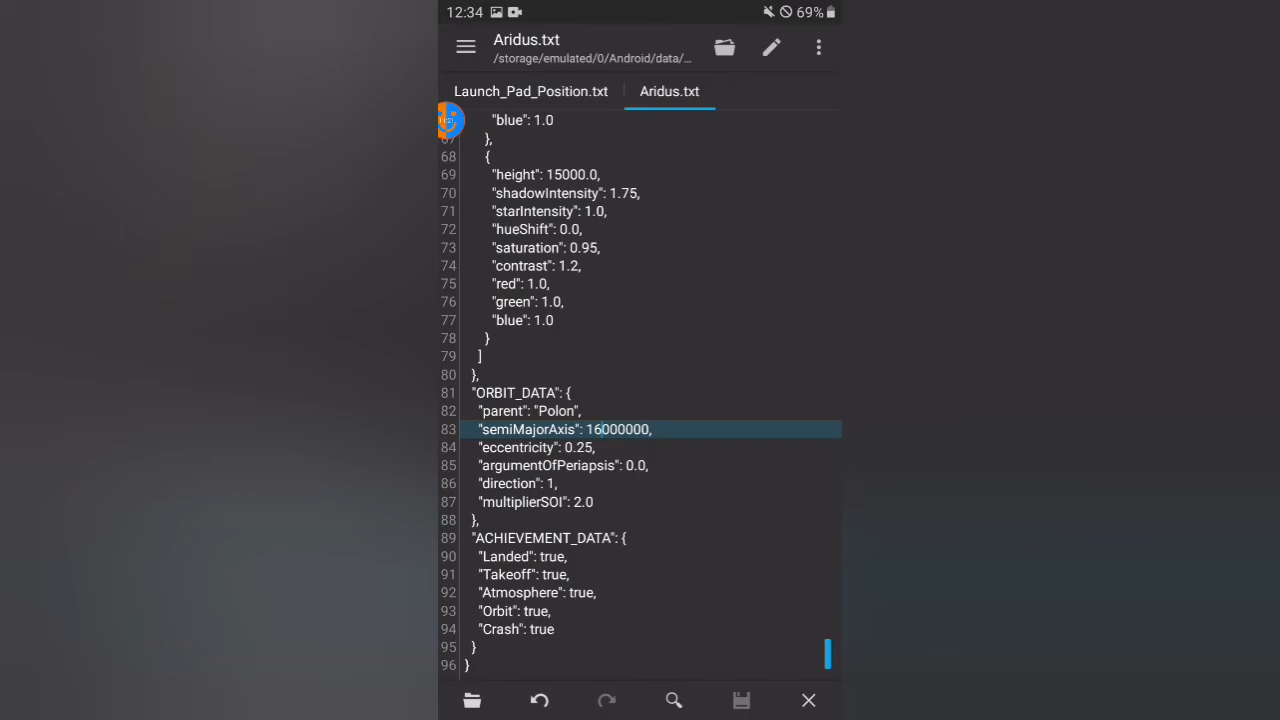 12:34 69%
Aridus.txt
/storage/emulated/0/Android/data/...
Launch_Pad_Position.txt Aridus.txt
"blue": 1.0
67 },
68 {
69 "height": 15000.0,
70 "shadowIntensity": 1.75,
71 "starIntensity": 1.0,
72 "hueShift": 0.0,
73 "saturation": 0.95,
74 "contrast": 1.2,
75 "red": 1.0,
76 "green": 1.0,
77 "blue": 1.0
78 }
79 ]
80 },
81 "ORBIT_DATA": {
82 "parent": "Polon",
83 "semiMajorAxis": 16000000,
84 "eccentricity": 0.25,
85 "argumentOfPeriapsis": 0.0,
86 "direction": 1,
87 "multiplierSOI": 2.0
88 },
89 "ACHIEVEMENT_DATA": {
90 "Landed": true,
91 "Takeoff": true,
92 "Atmosphere": true,
93 "Orbit": true,
94 "Crash": true
95 }
96 }